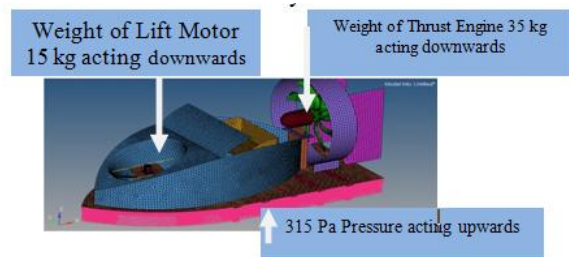 Weight of Lift Motor
15 kg acting downwards
Weight of Thrust Engine 35 kg
acting downwards
315 Pa Pressure acting upwards